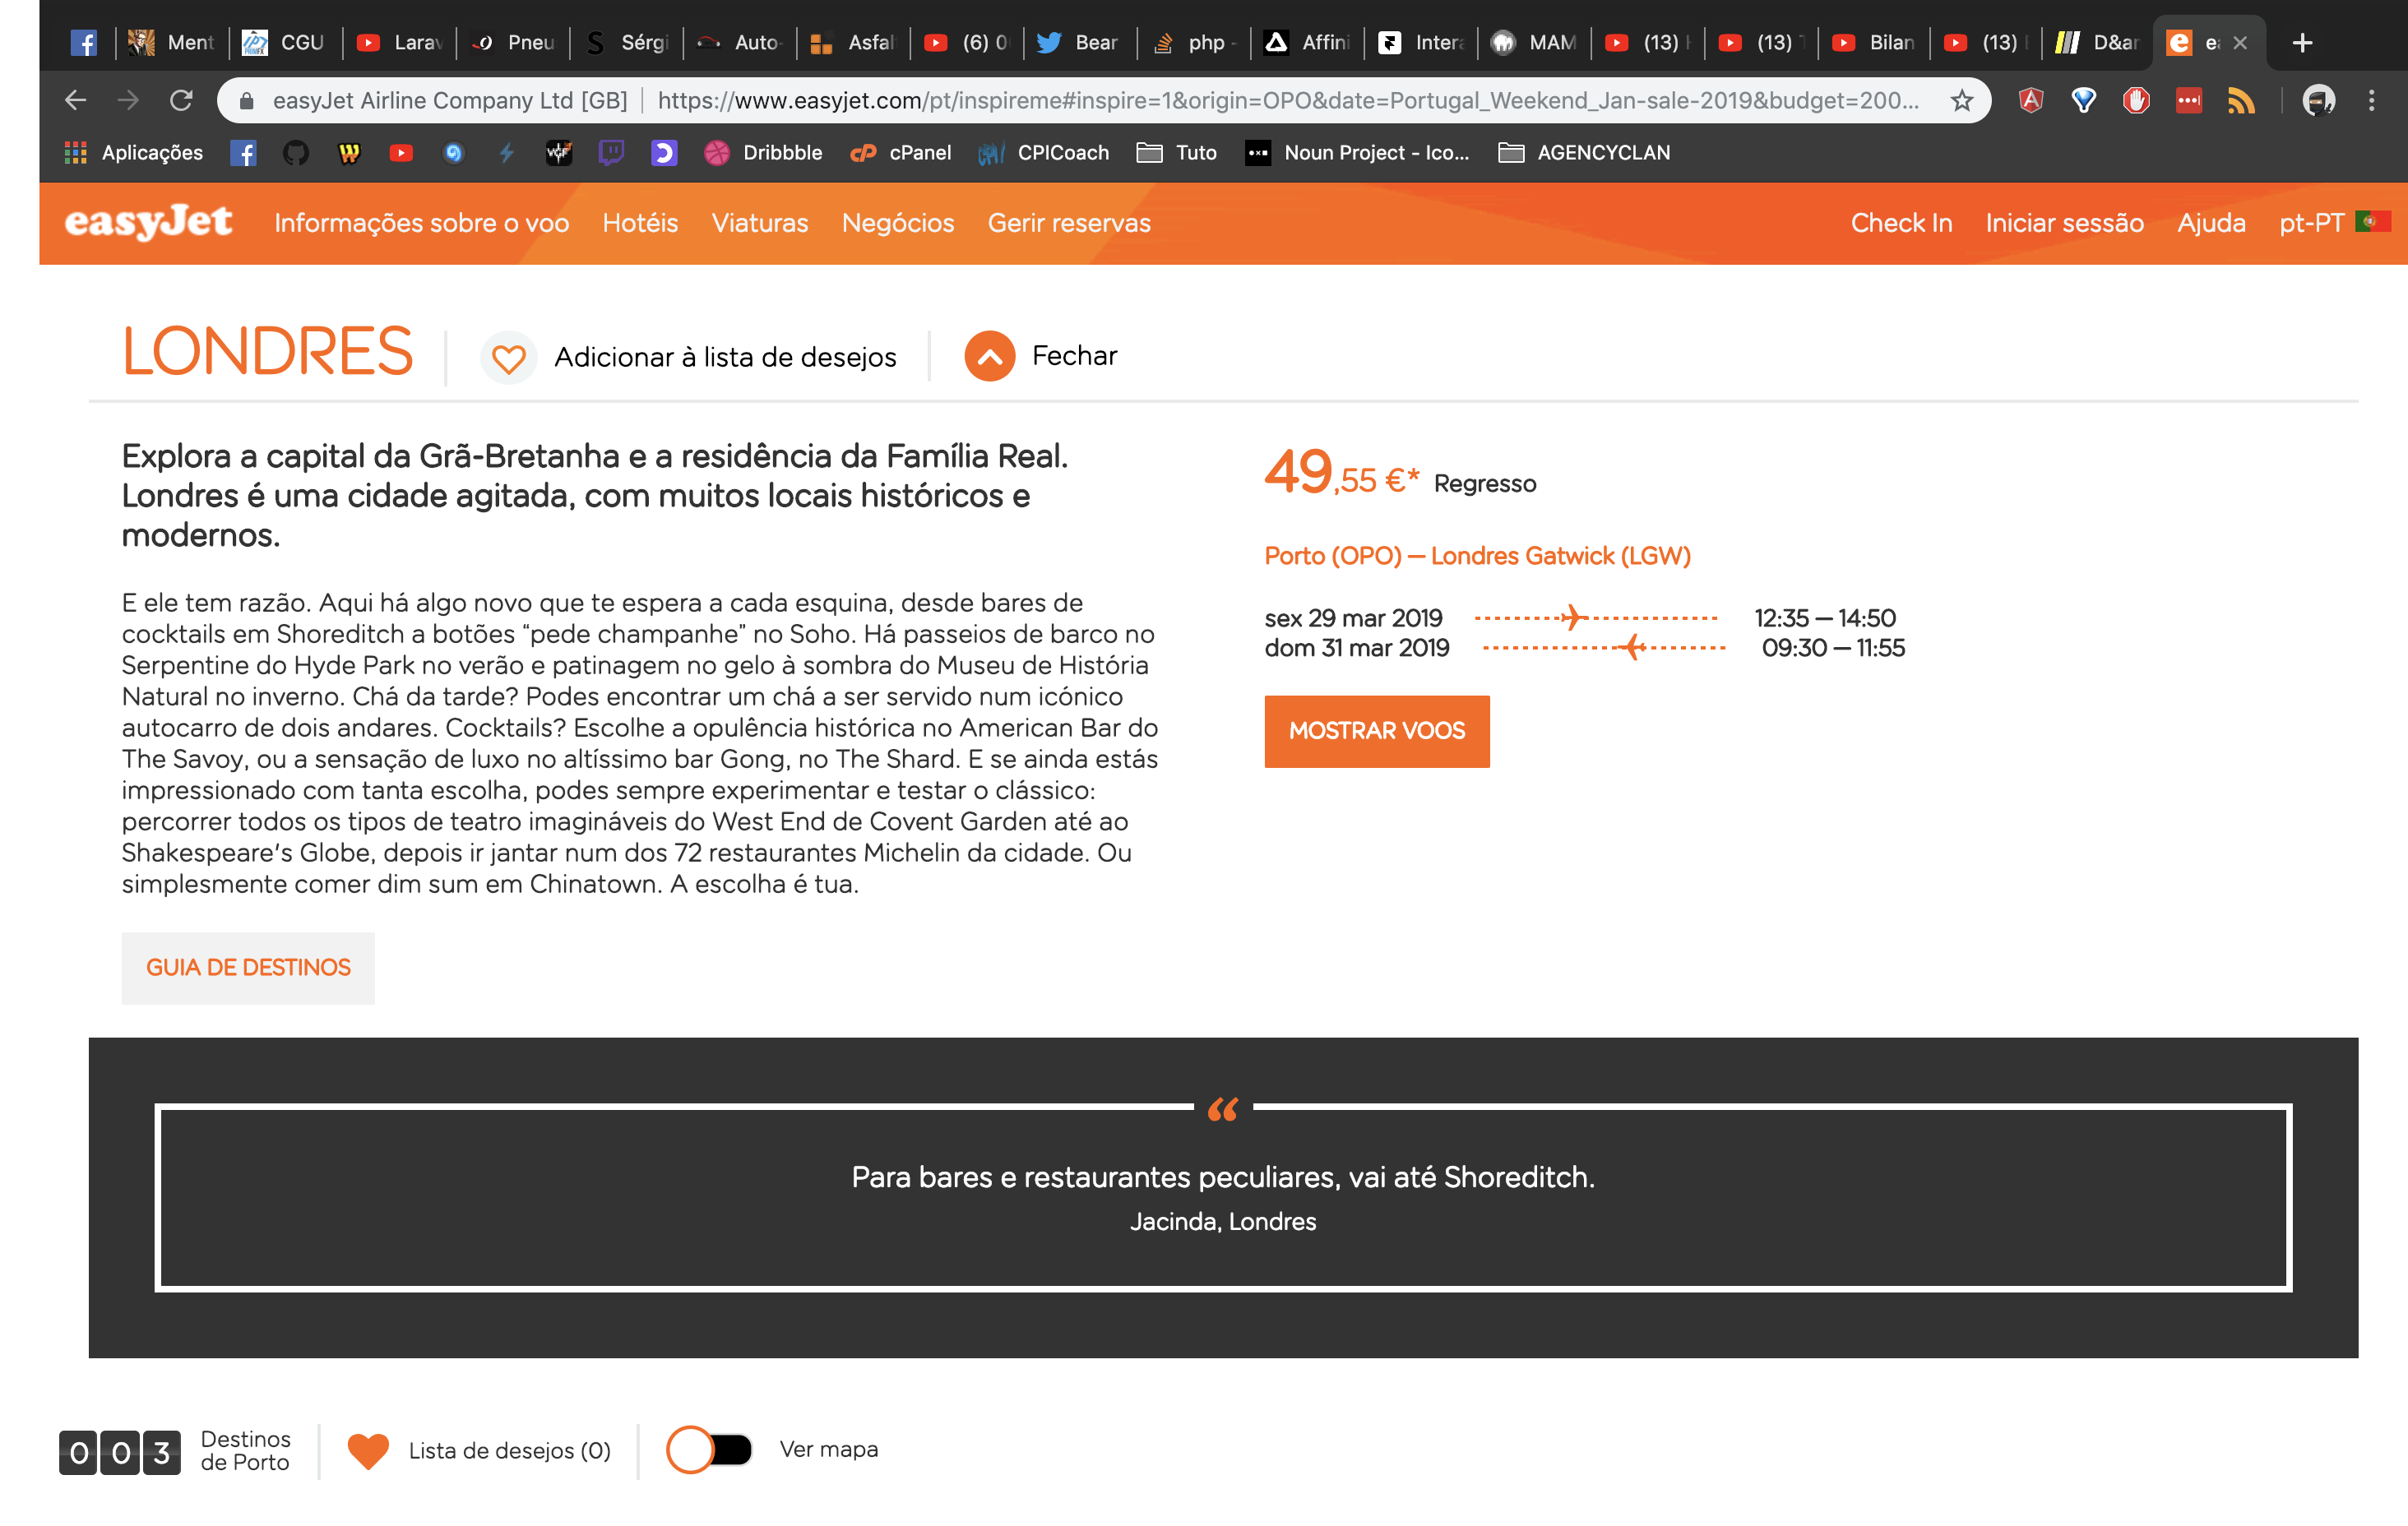 Ment
CGU
Larav
Pneu
Sérgi
Auto-
Asfal
(6) 0
Bear
php -
Affini
Inter
MAM
(13)
(13)
Bilan
(13)
D&ar
easyJet Airline Company Ltd [GB] https://www.easyjet.com/pt/inspireme#inspire=1&origin=OPO&date=Portugal_Weekend_Jan-sale-2019&budget=200...
Aplicações
Dribbble
cPanel
CPICoach
Tuto
Noun Project - Ico...
AGENCYCLAN
easyJet
Informações sobre o voo
Hotéis
Viaturas
Negócios
Gerir reservas
Check In
Iniciar sessão
Ajuda
pt-PT
LONDRES
Adicionar à lista de desejos
Fechar
Explora a capital da Grã-Bretanha e a residência da Família Real.
Londres é uma cidade agitada, com muitos locais históricos e
modernos.
E ele tem razão. Aqui há algo novo que te espera a cada esquina, desde bares de
cocktails em Shoreditch a botões “pede champanhe” no Soho. Há passeios de barco no
Serpentine do Hyde Park no verão e patinagem no gelo à sombra do Museu de História
Natural no inverno. Chá da tarde? Podes encontrar um chá a ser servido num icónico
autocarro de dois andares. Cocktails? Escolhe a opulência histórica no American Bar do
The Savoy, ou a sensação de luxo no altíssimo bar Gong, no The Shard. E se ainda estás
impressionado com tanta escolha, podes sempre experimentar e testar o clássico:
percorrer todos os tipos de teatro imagináveis do West End de Covent Garden até ao
Shakespeare's Globe, depois ir jantar num dos 72 restaurantes Michelin da cidade. Ou
simplesmente comer dim sum em Chinatown. A escolha é tua.
GUIA DE DESTINOS
49,55 €* Regresso
Porto (OPO) — Londres Gatwick (LGW)
sex 29 mar 2019 12:35 — 14:50
dom 31 mar 2019 09:30 — 11:55
MOSTRAR VOOS
“
Para bares e restaurantes peculiares, vai até Shoreditch.
Jacinda, Londres
003
Destinos
de Porto
Lista de desejos (0)
Ver mapa